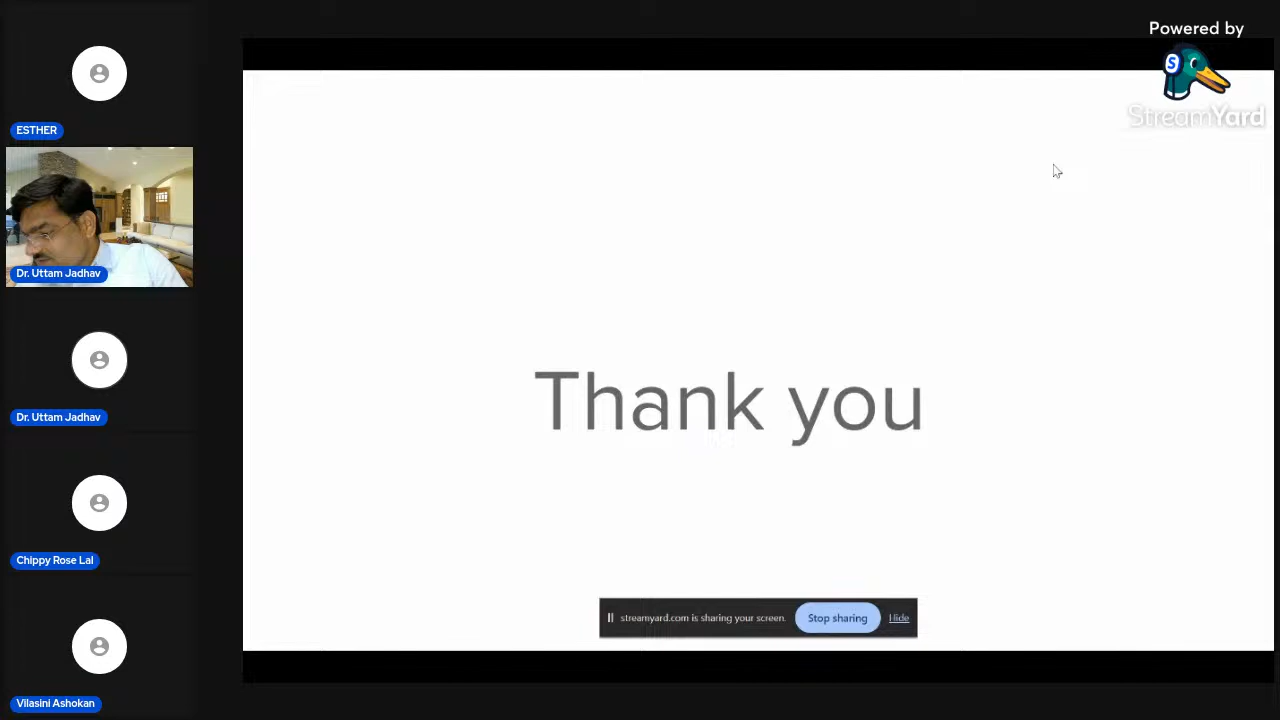 Powered by
StreamYard
ESTHER
Dr. Uttam Jadhav
Dr. Uttam Jadhav
Chippy Rose Lal
Vilasini Ashokan
Thank you
streamyard.com is sharing your screen.
Stop sharing
Hide